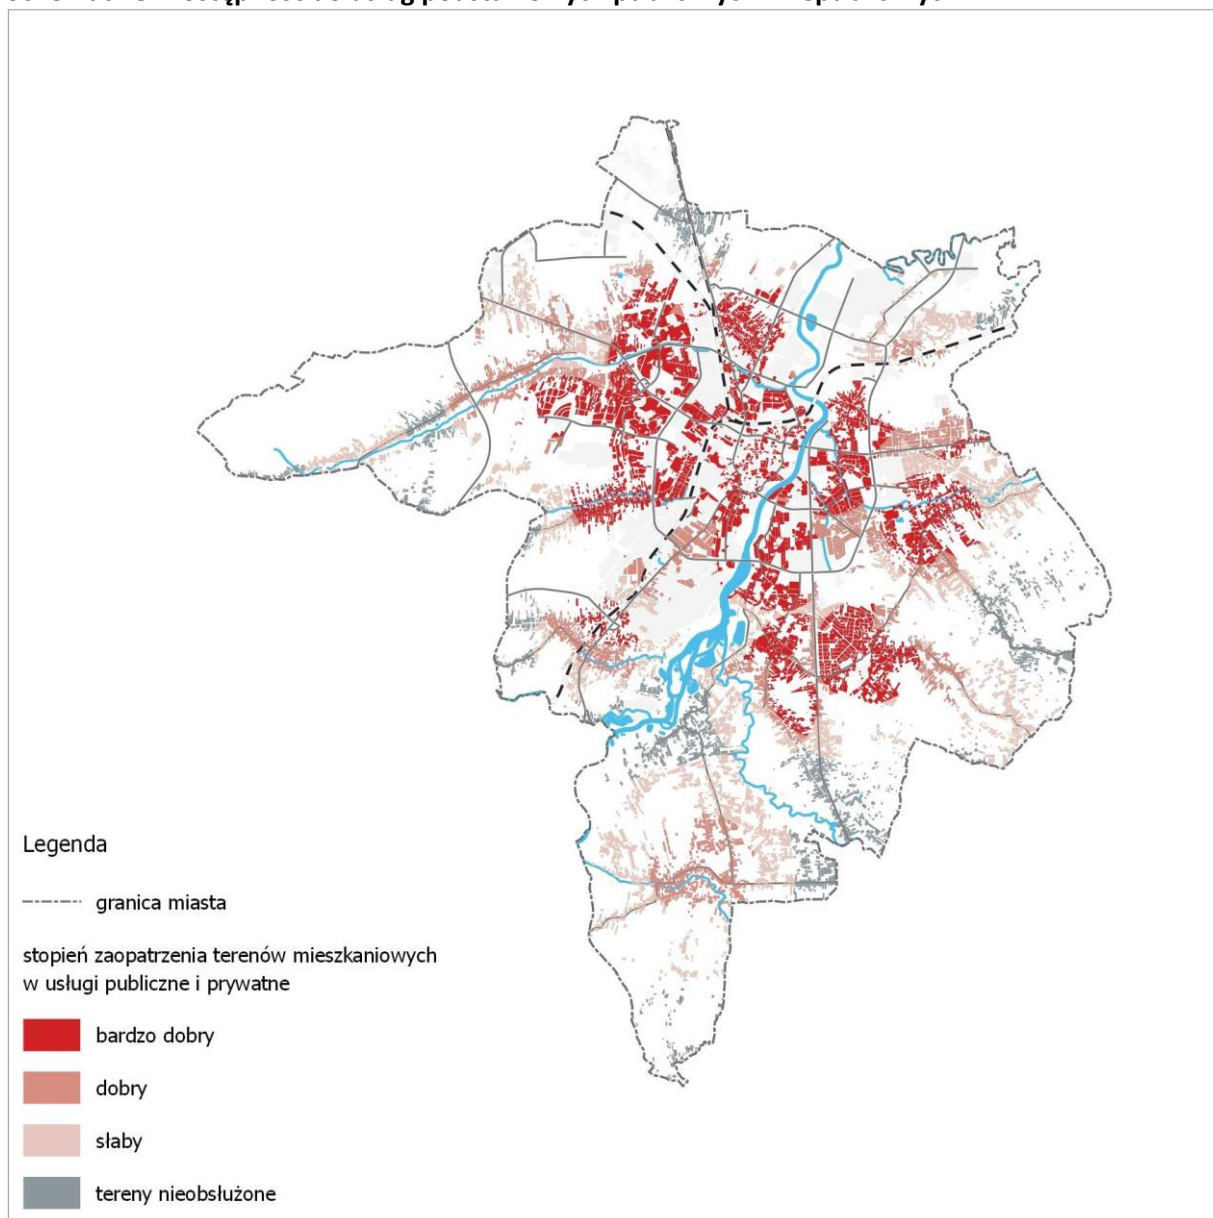 Legenda
granica miasta
stopień zaopatrzenia terenów mieszkaniowych
w usługi publiczne i prywatne
bardzo dobry
dobry
słaby
tereny nieobsłużone